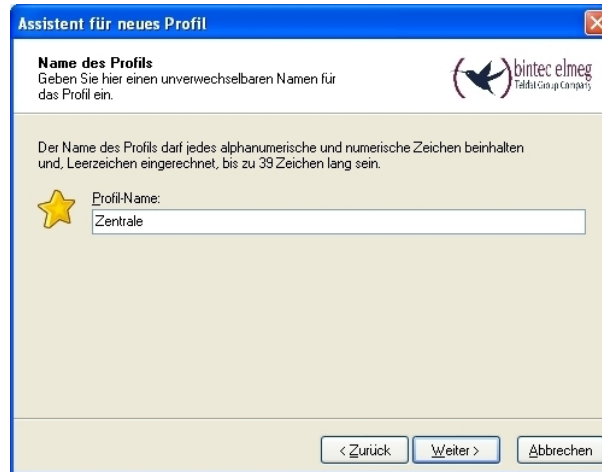 Assistent für neues Profil
Name des Profils
Geben Sie hier einen unverwechselbaren Namen für
das Profil ein.
bintec elmeg
Teldat Group Company
Der Name des Profils darf jedes alphanumerische und numerische Zeichen beinhalten
und, Leerzeichen eingerechnet, bis zu 39 Zeichen lang sein.
Profil-Name:
Zentrale
< Zurück
Weiter >
Abbrechen